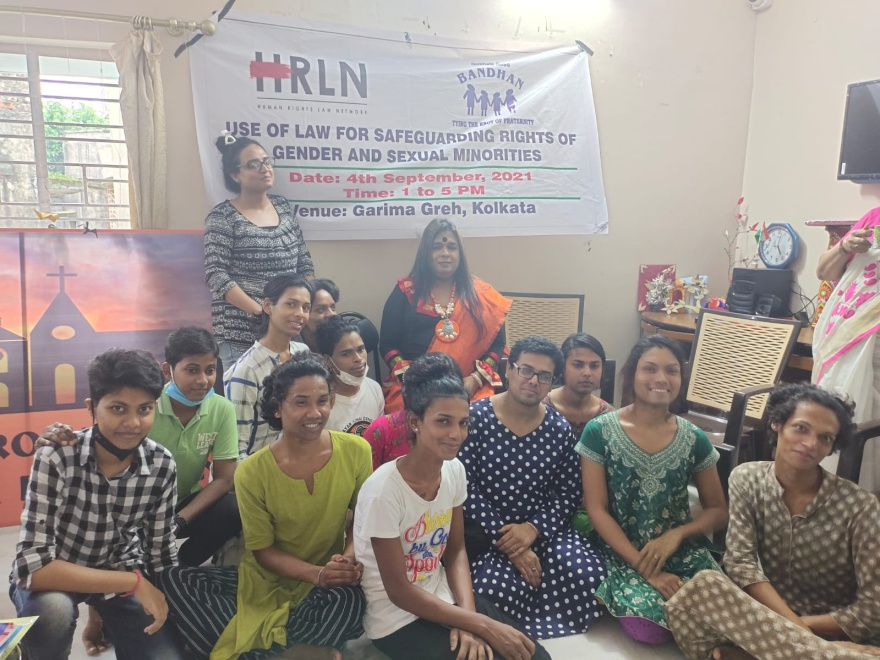 HRLN
HUMAN RIGHTS LAW NETWORK
BANDHAN
TYING THE KNOT OF FRATERNITY
USE OF LAW FOR SAFEGUARDING RIGHTS OF
GENDER AND SEXUAL MINORITIES
Date: 4th September, 2021
Time: 1 to 5 PM
enue: Garima Greh, Kolkata